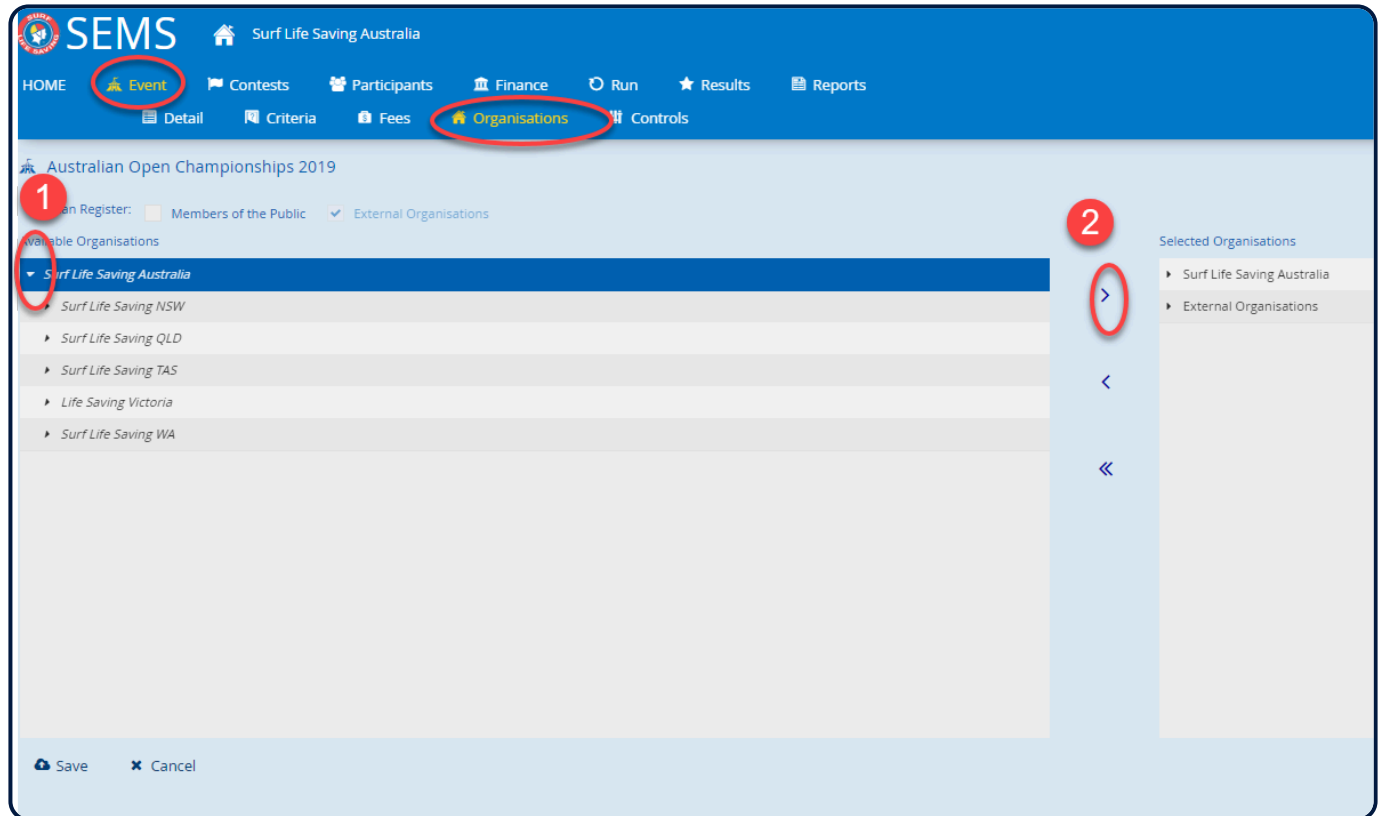 SURF LIFE SAVING
SEMS Surf Life Saving Australia
HOME Event Contests Participants Finance Run Results Reports
Detail Criteria Fees Organisations Controls
Australian Open Championships 2019
1
an Register: Members of the Public External Organisations
2
Available Organisations
Selected Organisations
Surf Life Saving Australia
Surf Life Saving NSW
Surf Life Saving QLD
Surf Life Saving TAS
Life Saving Victoria
Surf Life Saving WA
Surf Life Saving Australia
External Organisations
Save Cancel